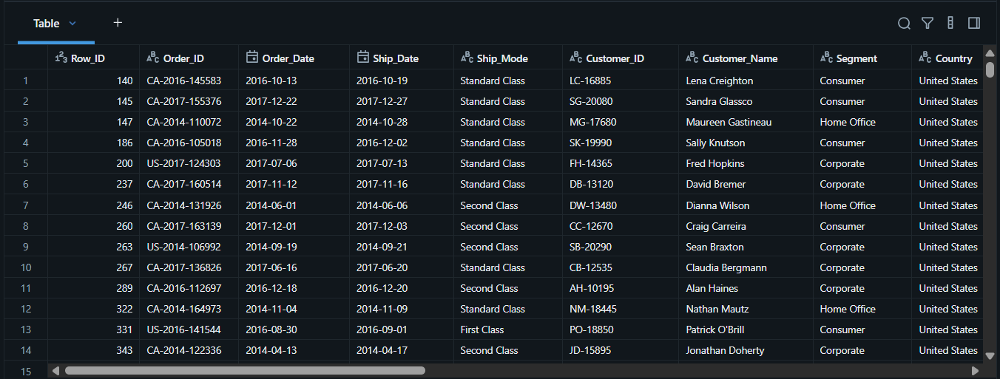 Table +
Row_ID Order_ID Order_Date Ship_Date Ship_Mode Customer_ID Customer_Name Segment Country
1 140 CA-2016-145583 2016-10-13 2016-10-19 Standard Class LC-16885 Lena Creighton Consumer United States
2 145 CA-2017-155376 2017-12-22 2017-12-27 Standard Class SG-20080 Sandra Glassco Consumer United States
3 147 CA-2014-110072 2014-10-22 2014-10-28 Standard Class MG-17680 Maureen Gastineau Home Office United States
4 186 CA-2016-105018 2016-11-28 2016-12-02 Standard Class SK-19990 Sally Knutson Consumer United States
5 200 US-2017-124303 2017-07-06 2017-07-13 Standard Class FH-14365 Fred Hopkins Corporate United States
6 237 CA-2017-160514 2017-11-12 2017-11-16 Standard Class DB-13120 David Bremer Corporate United States
7 246 CA-2014-131926 2014-06-01 2014-06-06 Second Class DW-13480 Dianna Wilson Home Office United States
8 260 CA-2017-163139 2017-12-01 2017-12-03 Second Class CC-12670 Craig Carreira Consumer United States
9 263 US-2014-106992 2014-09-19 2014-09-21 Second Class SB-20290 Sean Braxton Corporate United States
10 267 CA-2017-136826 2017-06-16 2017-06-20 Standard Class CB-12535 Claudia Bergmann Corporate United States
11 289 CA-2016-112697 2016-12-18 2016-12-20 Second Class AH-10195 Alan Haines Corporate United States
12 322 CA-2014-164973 2014-11-04 2014-11-09 Standard Class NM-18445 Nathan Mautz Home Office United States
13 331 US-2016-141544 2016-08-30 2016-09-01 First Class PO-18850 Patrick O'Brill Consumer United States
14 343 CA-2014-122336 2014-04-13 2014-04-17 Second Class JD-15895 Jonathan Doherty Corporate United States
15